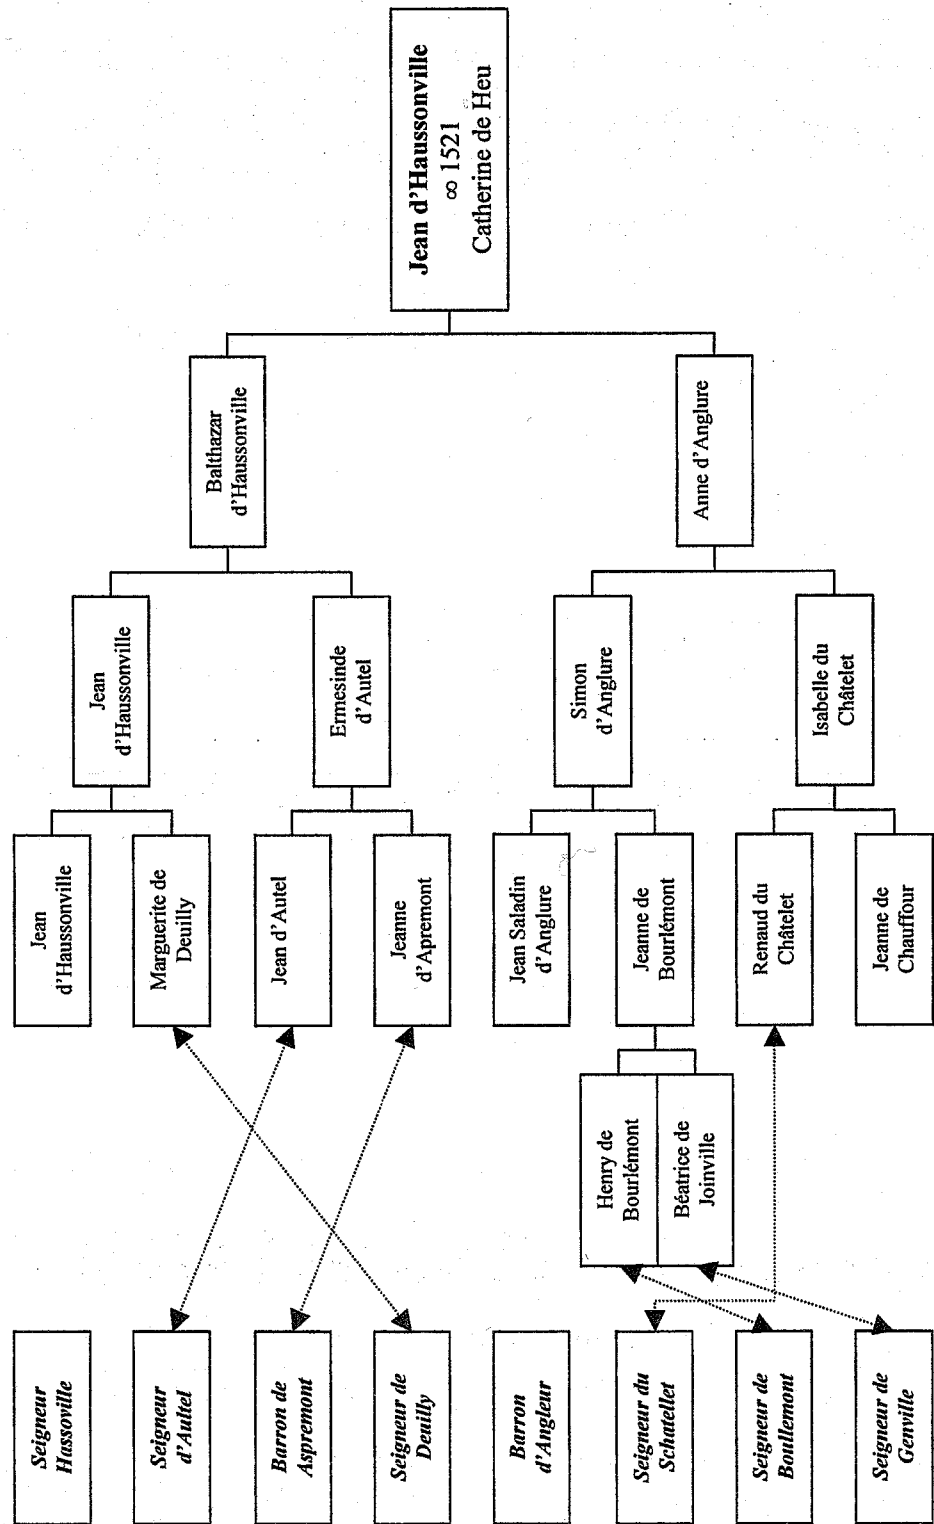 Jean d'Haussonville
∞ 1521
Catherine de Heu
Balthazar
d'Haussonville
Anne d'Anglure
Jean
d'Haussonville
Ermesinde
d'Autel
Simon
d'Anglure
Isabelle du
Châtelet
Jean
d'Haussonville
Marguerite de
Deuilly
Jean d'Autel
Jeanne
d'Apremont
Jean Saladin
d'Anglure
Jeanne de
Bourlémont
Renaud du
Châtelet
Jeanne de
Chauffour
Henry de
Bourlémont
Béatrice de
Joinville
Seigneur
Hassoville
Seigneur
d'Aultel
Barron de
Aspremont
Seigneur de
Deuilly
Barron
d'Angleur
Seigneur du
Schatellet
Seigneur de
Boullemont
Seigneur de
Genville